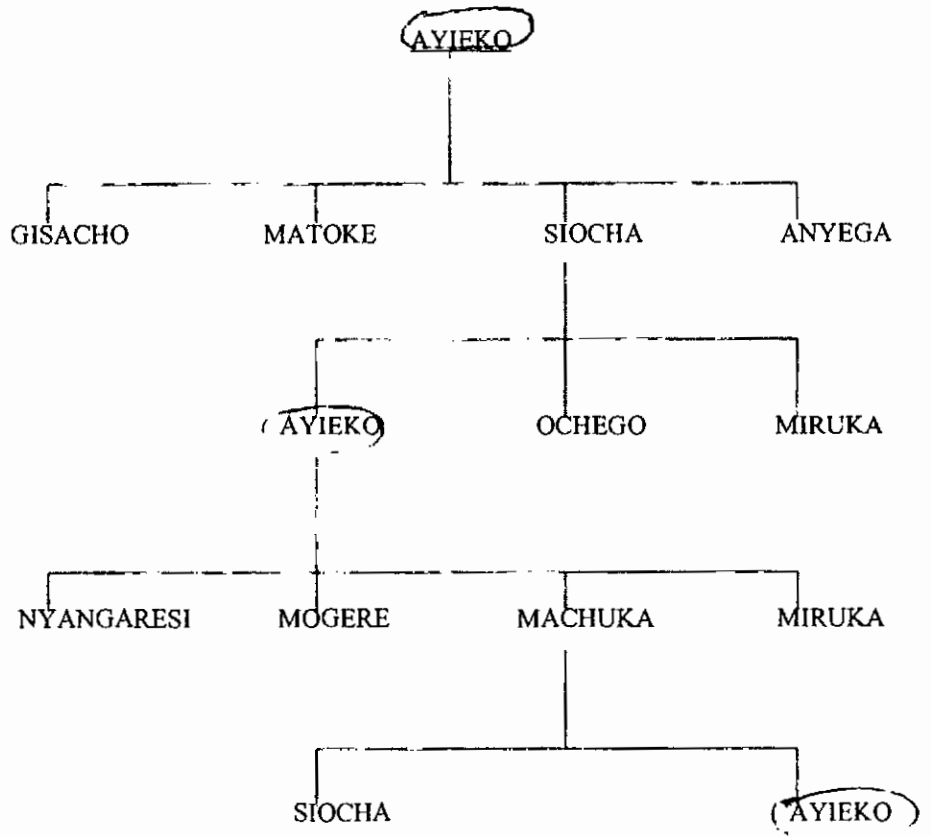 AYIEKO
GISACHO MATOKE SIOCHA ANYEGA
AYIEKO OCHEGO MIRUKA
NYANGARESI MOGERE MACHUKA MIRUKA
SIOCHA AYIEKO